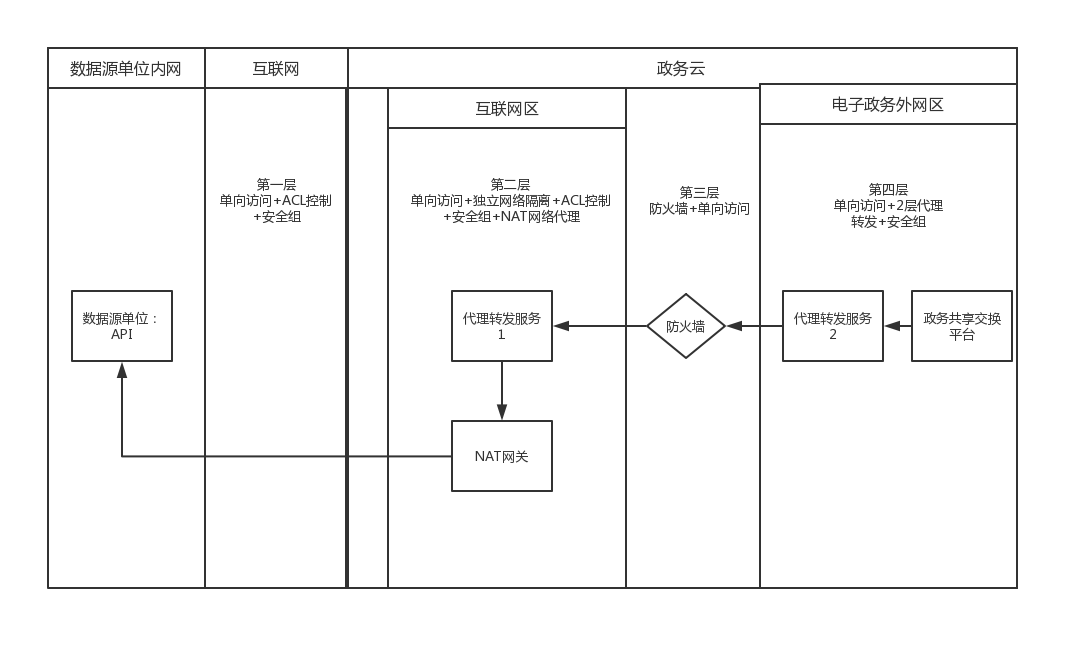 数据源单位内网
互联网
政务云
互联网区
电子政务外网区
第一层
单向访问+ACL控制
+安全组
第二层
单向访问+独立网络隔离+ACL控制
+安全组+NAT网络代理
第三层
防火墙+单向访问
第四层
单向访问+2层代理
转发+安全组
数据源单位：
API
代理转发服务
1
防火墙
代理转发服务
2
政务共享交换
平台
NAT网关